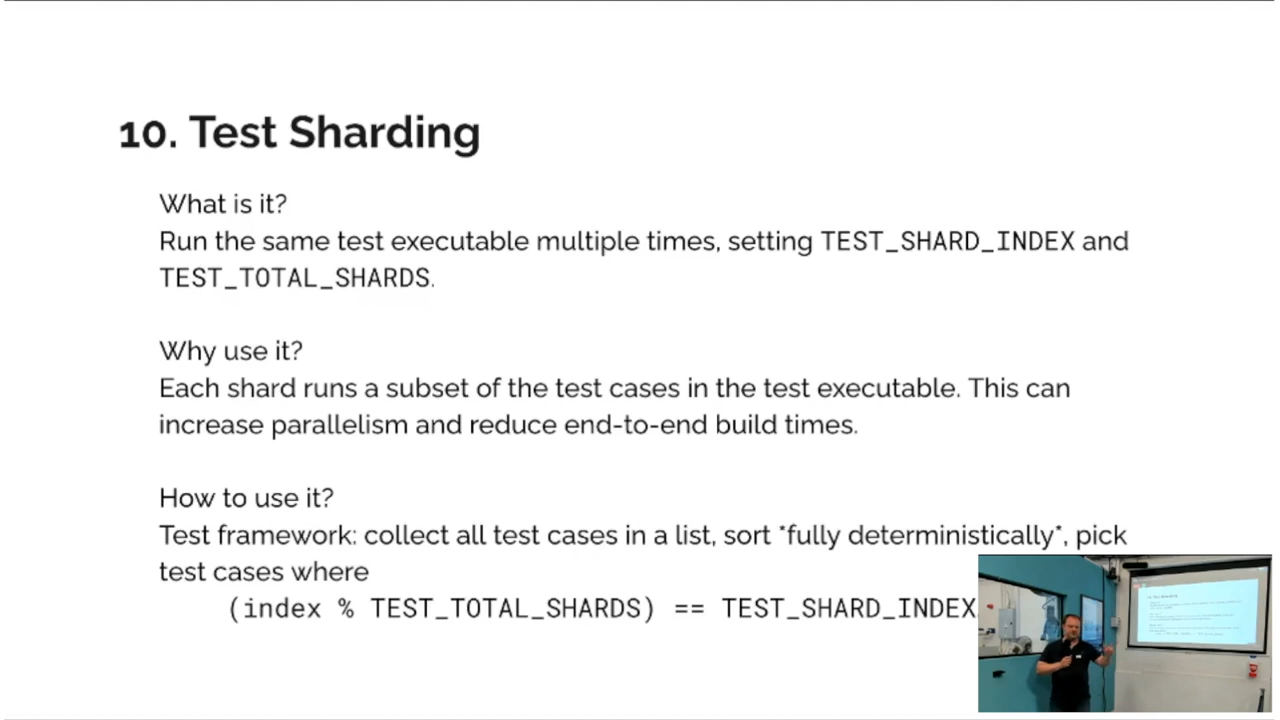 10. Test Sharding
What is it?
Run the same test executable multiple times, setting TEST_SHARD_INDEX and
TEST_TOTAL_SHARDS.
Why use it?
Each shard runs a subset of the test cases in the test executable. This can
increase parallelism and reduce end-to-end build times.
How to use it?
Test framework: collect all test cases in a list, sort *fully deterministically*, pick
test cases where
(index % TEST_TOTAL_SHARDS) == TEST_SHARD_INDEX